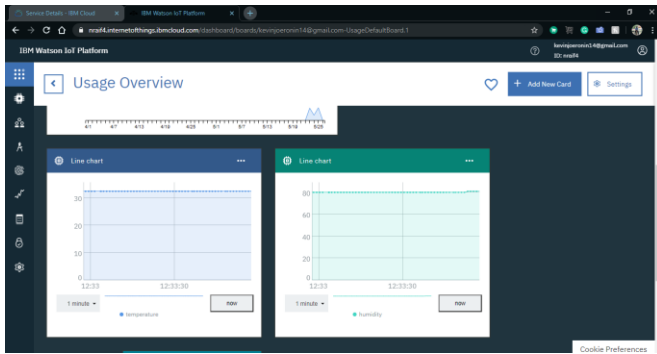 Service Details - IBM Cloud
IBM Watson IoT Platform
nraif4.internetofthings.ibmcloud.com/dashboard/boards/kevinjoeronin14@gmail.com-UsageDefaultBoard.1
IBM Watson IoT Platform
kevinjoeronin14@gmail.com
ID: nraif4
Usage Overview
+ Add New Card
Settings
4/1 4/7 4/13 4/19 4/25 5/1 5/7 5/13 5/19 5/25
Line chart
30
20
10
0
12:33 12:33:30
1 minute
now
temperature
Line chart
80
60
40
20
0
12:33 12:33:30
1 minute
now
humidity
Cookie Preferences